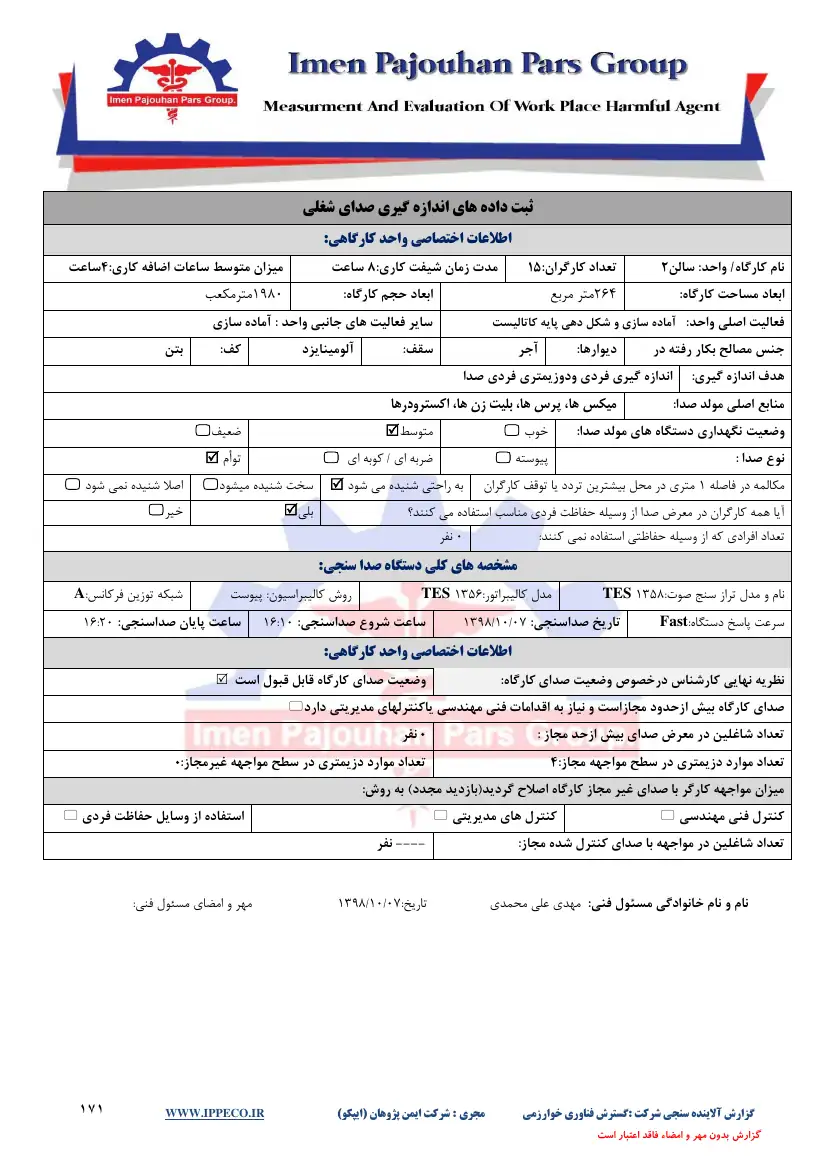 Imen Pajouhan Pars Group
Imen Pajouhan Pars Group.
Measurment And Evaluation Of Work Place Harmful Agent
ثبت داده های اندازه گیری صدای شغلی
اطلاعات اختصاصی واحد کارگاهی:
نام کارگاه/ واحد: سالن۲ تعداد کارگران:۱۵ مدت زمان شیفت کاری:۸ ساعت میزان متوسط ساعات اضافه کاری:۴ساعت
ابعاد مساحت کارگاه: ۲۶۴متر مربع ابعاد حجم کارگاه: ۱۹۸۰مترمکعب
فعالیت اصلی واحد: آماده سازی و شکل دهی پایه کاتالیست سایر فعالیت های جانبی واحد : آماده سازی
جنس مصالح بکار رفته در دیوارها: آجر سقف: آلومینایزد کف: بتن
هدف اندازه گیری: اندازه گیری فردی ودوزیمتری فردی صدا
منابع اصلی مولد صدا: میکس ها، پرس ها، بلیت زن ها، اکسترودرها
وضعیت نگهداری دستگاه های مولد صدا: خوب ☐ متوسط☑ ضعیف☐
نوع صدا : پیوسته ☐ ضربه ای / کوبه ای ☐ توأم ☑
مکالمه در فاصله ۱ متری در محل بیشترین تردد یا توقف کارگران به راحتی شنیده می شود ☑ سخت شنیده میشود☐ اصلا شنیده نمی شود ☐
آیا همه کارگران در معرض صدا از وسیله حفاظت فردی مناسب استفاده می کنند؟ بلی☑ خیر☐
تعداد افرادی که از وسیله حفاظتی استفاده نمی کنند: ۰ نفر
مشخصه های کلی دستگاه صدا سنجی:
نام و مدل تراز سنج صوت:۱۳۵۸ TES مدل کالیبراتور:۱۳۵۶ TES روش کالیبراسیون: پیوست شبکه توزین فرکانس:A
سرعت پاسخ دستگاه:Fast تاریخ صداسنجی: ۱۳۹۸/۱۰/۰۷ ساعت شروع صداسنجی: ۱۶:۱۰ ساعت پایان صداسنجی: ۱۶:۲۰
اطلاعات اختصاصی واحد کارگاهی:
نظریه نهایی کارشناس درخصوص وضعیت صدای کارگاه: وضعیت صدای کارگاه قابل قبول است ☑
صدای کارگاه بیش ازحدود مجازاست و نیاز به اقدامات فنی مهندسی یاکنترلهای مدیریتی دارد☐
تعداد شاغلین در معرض صدای بیش ازحد مجاز : ۰ نفر
Imen Pajouhan Pars Group.
تعداد موارد دزیمتری در سطح مواجهه مجاز:۴ تعداد موارد دزیمتری در سطح مواجهه غیرمجاز:۰
میزان مواجهه کارگر با صدای غیر مجاز کارگاه اصلاح گردید(بازدید مجدد) به روش:
کنترل فنی مهندسی ☐ کنترل های مدیریتی ☐ استفاده از وسایل حفاظت فردی ☐
تعداد شاغلین در مواجهه با صدای کنترل شده مجاز: ---- نفر
نام و نام خانوادگی مسئول فنی: مهدی علی محمدی تاریخ:۱۳۹۸/۱۰/۰۷ مهر و امضای مسئول فنی:
گزارش آلاینده سنجی شرکت :گسترش فناوری خوارزمی مجری : شرکت ایمن پژوهان (ایپکو) WWW.IPPECO.IR ۱۷۱
گزارش بدون مهر و امضاء فاقد اعتبار است